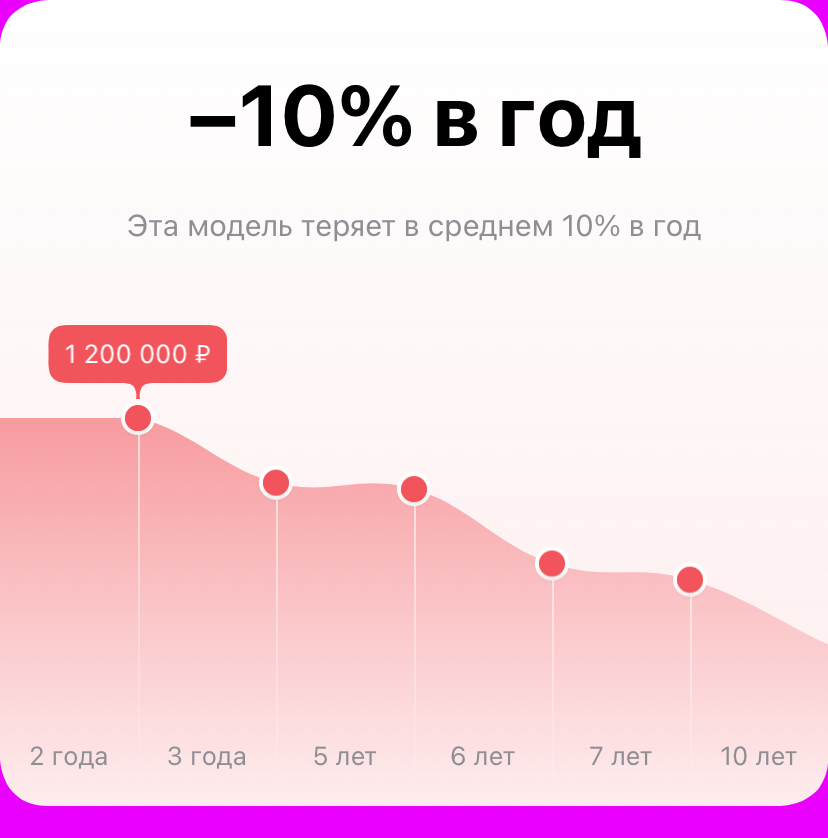 –10% в год
Эта модель теряет в среднем 10% в год
1 200 000 ₽
2 года 3 года 5 лет 6 лет 7 лет 10 лет